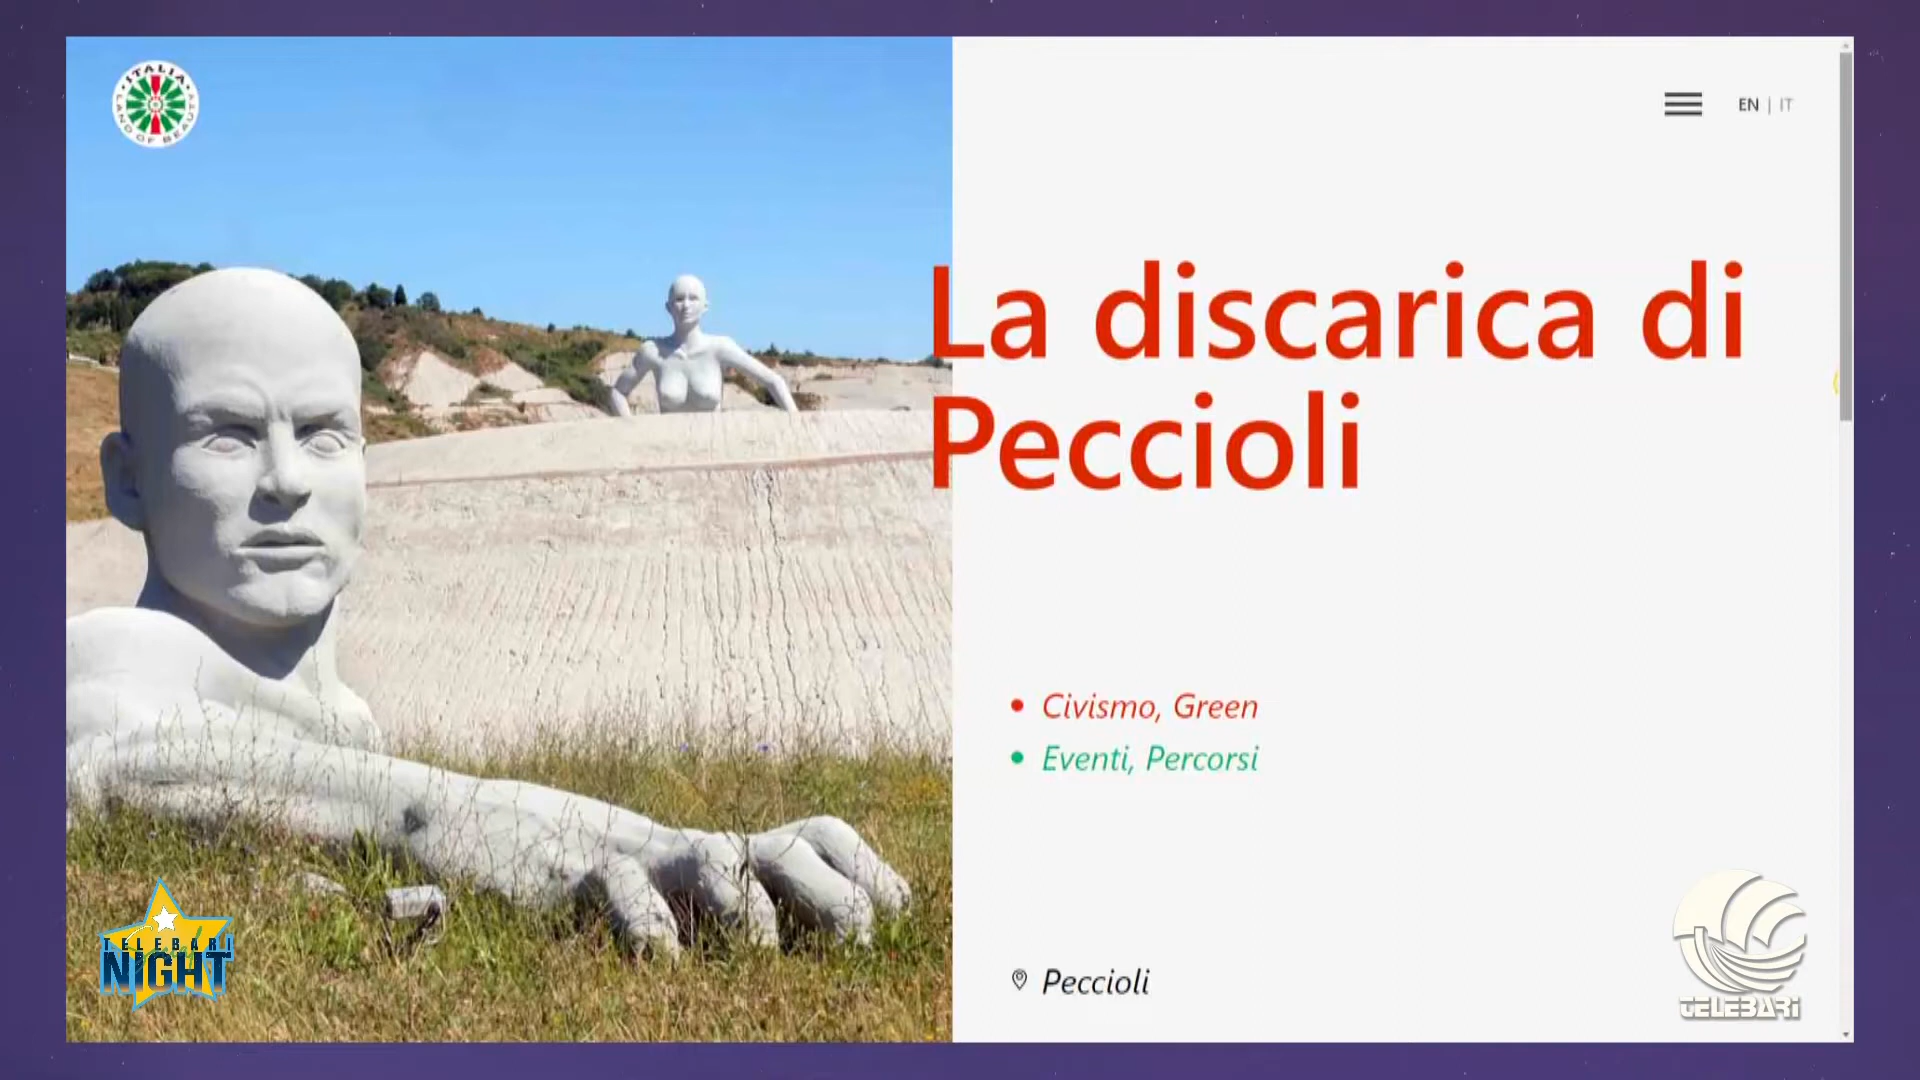 ITALIA
LAND OF BEAUTY
EN | IT
La discarica di
Peccioli
Civismo, Green
Eventi, Percorsi
Peccioli
TELEBARI
NIGHT
TELEBARI